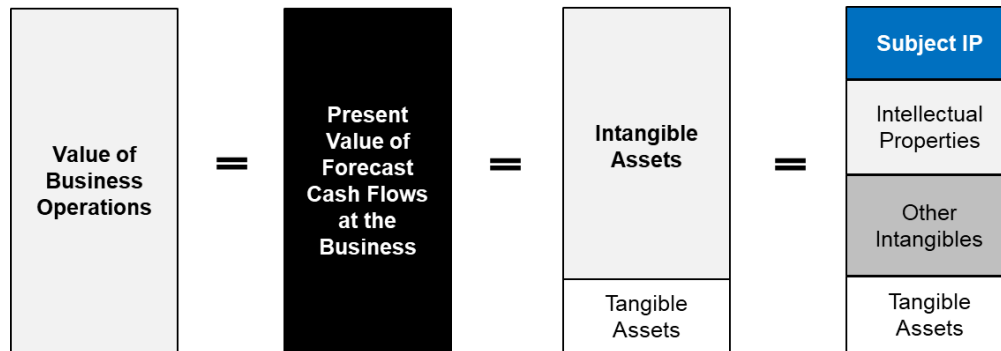 Value of
Business
Operations
=
Present
Value of
Forecast
Cash Flows
at the
Business
=
Intangible
Assets
Tangible
Assets
=
Subject IP
Intellectual
Properties
Other
Intangibles
Tangible
Assets